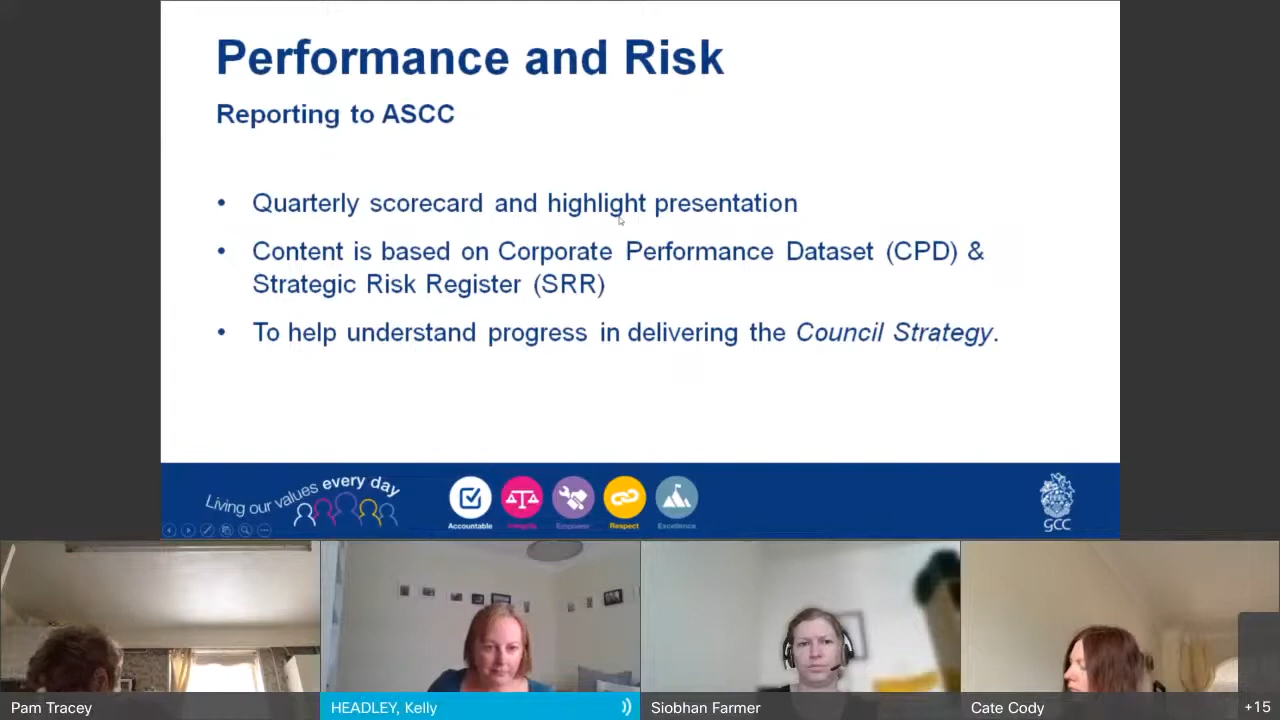 Performance and Risk
Reporting to ASCC
• Quarterly scorecard and highlight presentation
• Content is based on Corporate Performance Dataset (CPD) &
Strategic Risk Register (SRR)
• To help understand progress in delivering the Council Strategy.
Living our values every day
Accountable
Integrity
Empower
Respect
Excellence
GCC
Pam Tracey
HEADLEY, Kelly
Siobhan Farmer
Cate Cody
+15